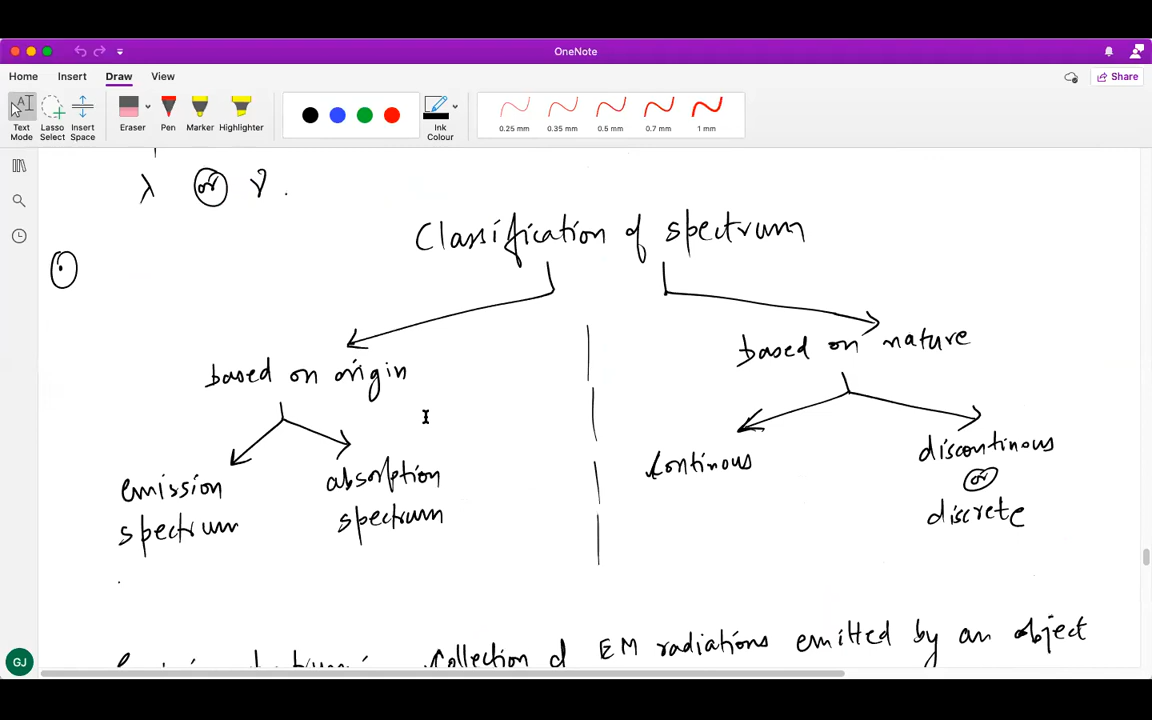 OneNote
Home Insert Draw View
Share
Text Mode
Lasso Select
Insert Space
Eraser
Pen
Marker
Highlighter
Ink Colour
0.25 mm
0.35 mm
0.5 mm
0.7 mm
1 mm
λ or ν .
Classification of spectrum
based on origin
based on nature
emission spectrum
absorption spectrum
continous
discontinous
or
discrete
Collection of EM radiations emitted by an object
GJ